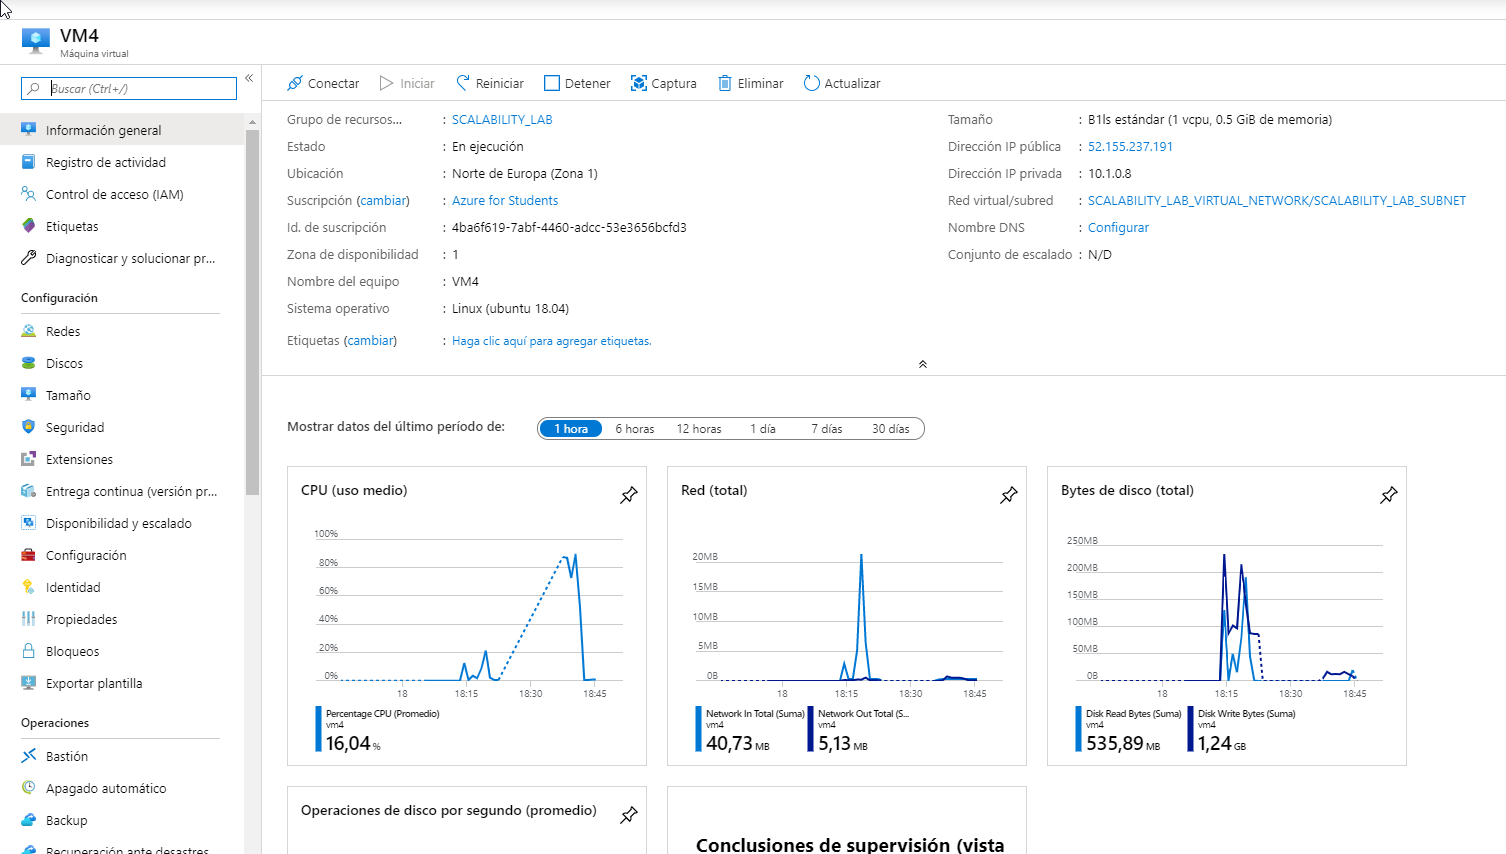 VM4
Máquina virtual
Buscar (Ctrl+/)
«
Información general
Registro de actividad
Control de acceso (IAM)
Etiquetas
Diagnosticar y solucionar pr...
Configuración
Redes
Discos
Tamaño
Seguridad
Extensiones
Entrega continua (versión pr...
Disponibilidad y escalado
Configuración
Identidad
Propiedades
Bloqueos
Exportar plantilla
Operaciones
Bastión
Apagado automático
Backup
Recuperación ante desastres
Conectar Iniciar Reiniciar Detener Captura Eliminar Actualizar
Grupo de recursos... : SCALABILITY_LAB
Estado : En ejecución
Ubicación : Norte de Europa (Zona 1)
Suscripción (cambiar) : Azure for Students
Id. de suscripción : 4ba6f619-7abf-4460-adcc-53e3656bcfd3
Zona de disponibilidad : 1
Nombre del equipo : VM4
Sistema operativo : Linux (ubuntu 18.04)
Etiquetas (cambiar) : Haga clic aquí para agregar etiquetas.
Tamaño : B1ls estándar (1 vcpu, 0.5 GiB de memoria)
Dirección IP pública : 52.155.237.191
Dirección IP privada : 10.1.0.8
Red virtual/subred : SCALABILITY_LAB_VIRTUAL_NETWORK/SCALABILITY_LAB_SUBNET
Nombre DNS : Configurar
Conjunto de escalado : N/D
Mostrar datos del último período de: 1 hora 6 horas 12 horas 1 día 7 días 30 días
CPU (uso medio)
100%
80%
60%
40%
20%
0%
18 18:15 18:30 18:45
Percentage CPU (Promedio)
vm4
16,04 %
Red (total)
20MB
15MB
10MB
5MB
0B
18 18:15 18:30 18:45
Network In Total (Suma)
vm4
40,73 MB
Network Out Total (S...
vm4
5,13 MB
Bytes de disco (total)
250MB
200MB
150MB
100MB
50MB
0B
18 18:15 18:30 18:45
Disk Read Bytes (Suma)
vm4
535,89 MB
Disk Write Bytes (Suma)
vm4
1,24 GB
Operaciones de disco por segundo (promedio)
Conclusiones de supervisión (vista